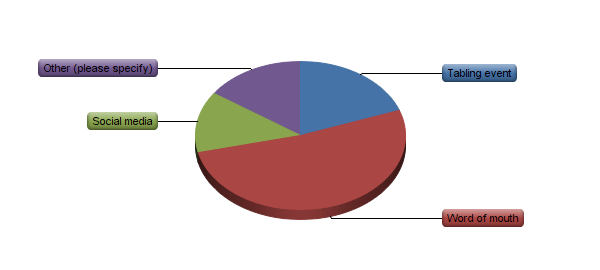 Other (please specify)
Tabling event
Social media
Word of mouth